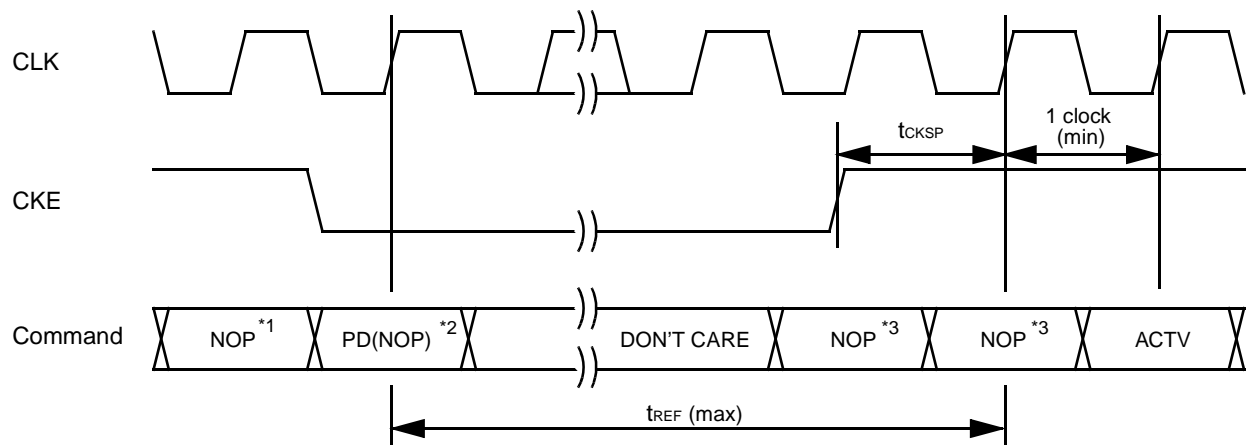 CLK
tCKSP
1 clock
(min)
CKE
Command
NOP *1
PD(NOP) *2
DON'T CARE
NOP *3
NOP *3
ACTV
tREF (max)